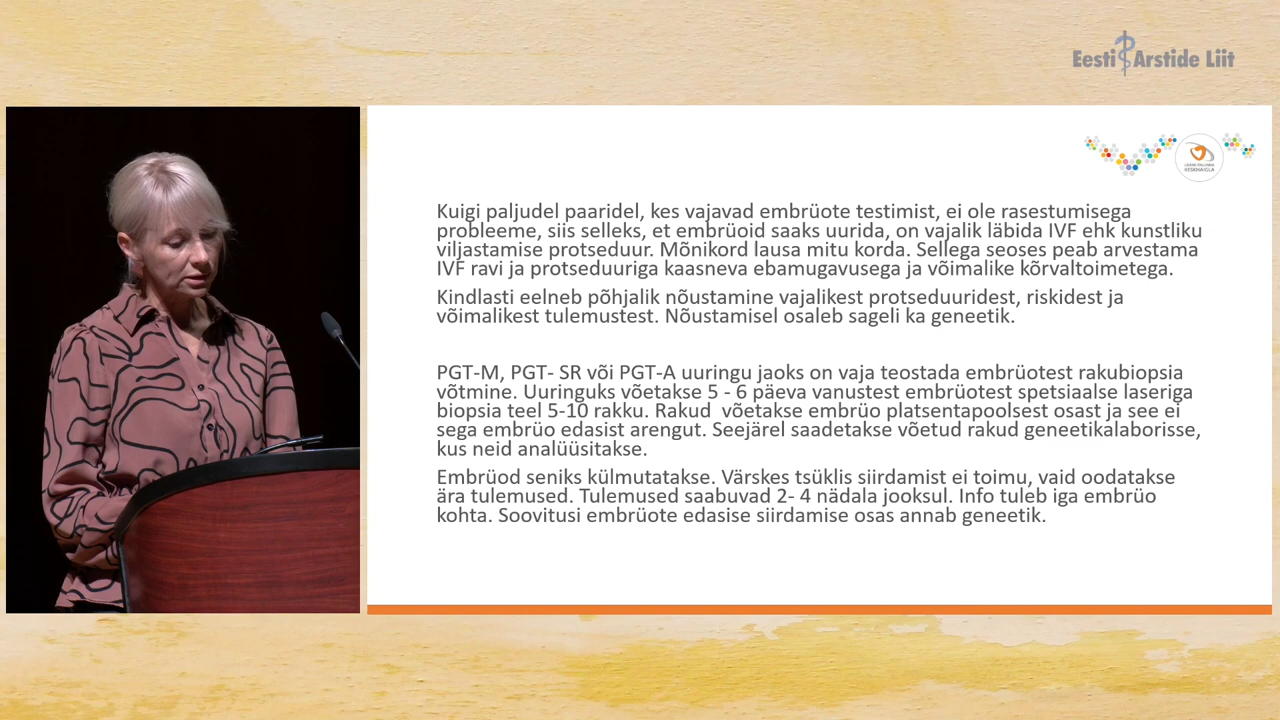 Eesti Arstide Liit
LÄÄNE-TALLINNA
KESKHAIGLA
Kuigi paljudel paaridel, kes vajavad embrüote testimist, ei ole rasestumisega
probleeme, siis selleks, et embrüoid saaks uurida, on vajalik läbida IVF ehk kunstliku
viljastamise protseduur. Mõnikord lausa mitu korda. Sellega seoses peab arvestama
IVF ravi ja protseduuriga kaasneva ebamugavusega ja võimalike kõrvaltoimetega.
Kindlasti eelneb põhjalik nõustamine vajalikest protseduuridest, riskidest ja
võimalikest tulemustest. Nõustamisel osaleb sageli ka geneetik.
PGT-M, PGT- SR või PGT-A uuringu jaoks on vaja teostada embrüotest rakubiopsia
võtmine. Uuringuks võetakse 5 - 6 päeva vanustest embrüotest spetsiaalse laseriga
biopsia teel 5-10 rakku. Rakud  võetakse embrüo platsentapoolsest osast ja see ei
sega embrüo edasist arengut. Seejärel saadetakse võetud rakud geneetikalaborisse,
kus neid analüüsitakse.
Embrüod seniks külmutatakse. Värskes tsüklis siirdamist ei toimu, vaid oodatakse
ära tulemused. Tulemused saabuvad 2- 4 nädala jooksul. Info tuleb iga embrüo
kohta. Soovitusi embrüote edasise siirdamise osas annab geneetik.